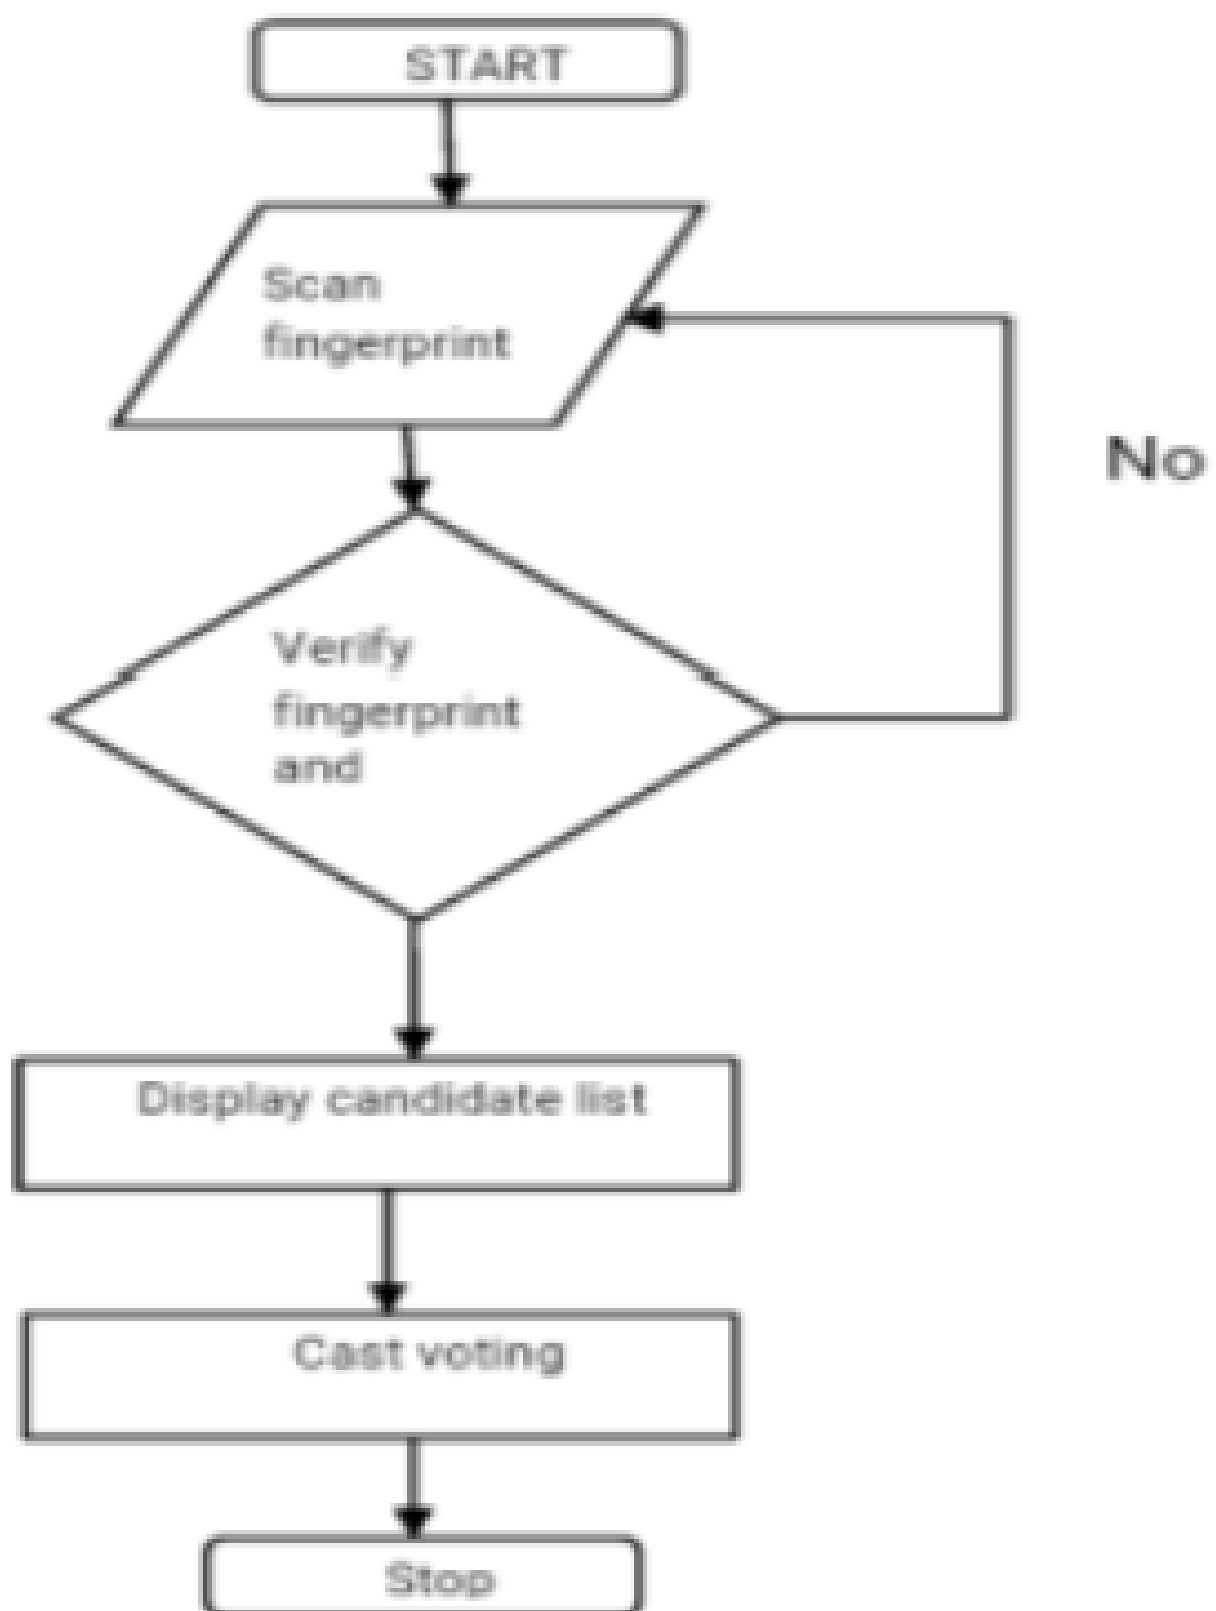 START
Scan
fingerprint
No
Verify
fingerprint
and
Display candidate list
Cast voting
Stop